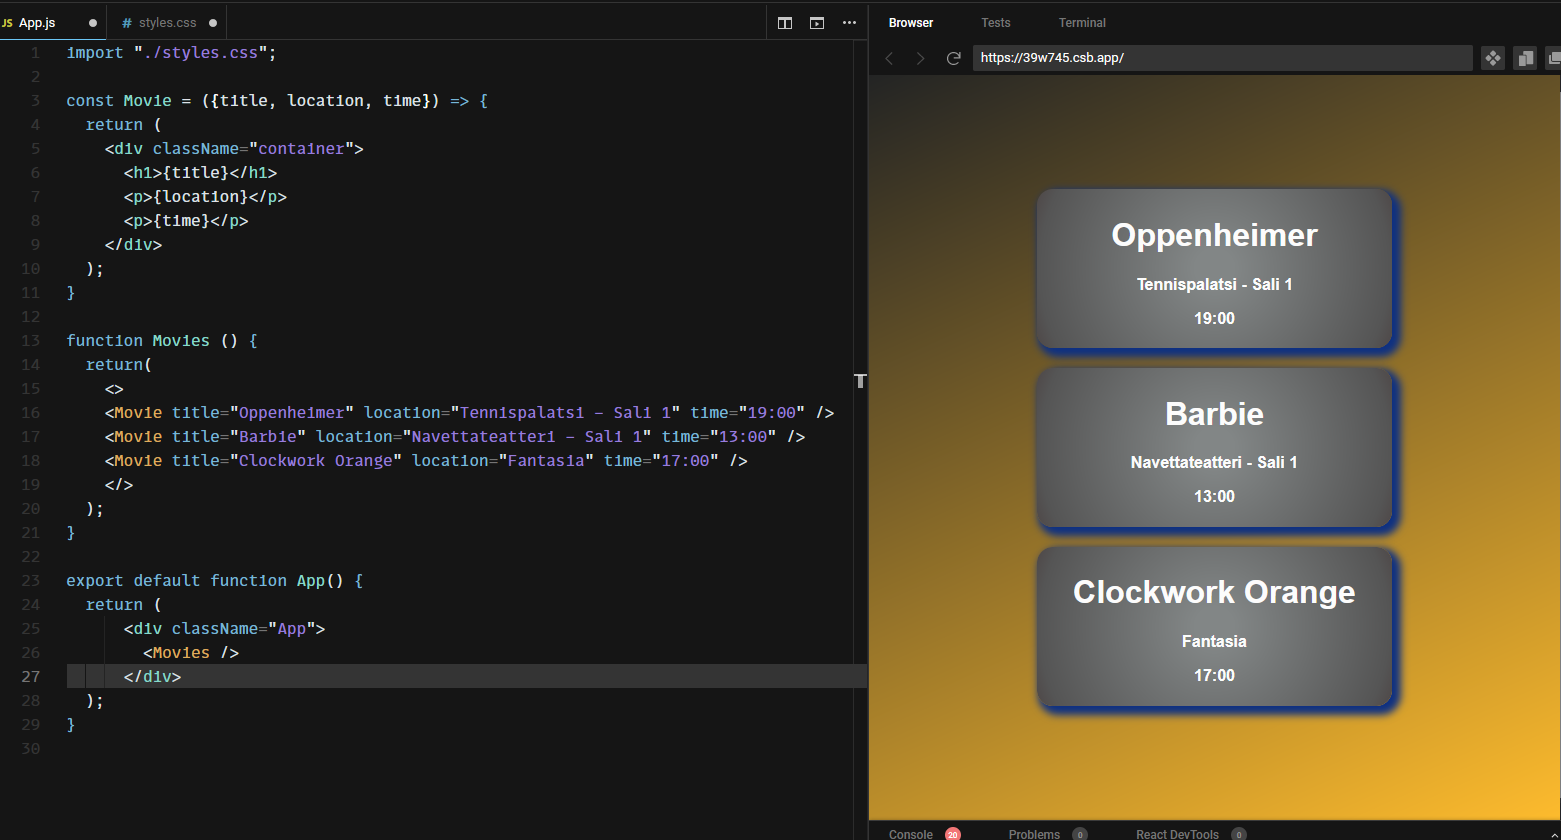 JS App.js
# styles.css
1 import "./styles.css";
2
3 const Movie = ({title, location, time}) => {
4 return (
5 <div className="container">
6 <h1>{title}</h1>
7 <p>{location}</p>
8 <p>{time}</p>
9 </div>
10 );
11 }
12
13 function Movies () {
14 return(
15 <>
16 <Movie title="Oppenheimer" location="Tennispalatsi - Sali 1" time="19:00" />
17 <Movie title="Barbie" location="Navettateatteri - Sali 1" time="13:00" />
18 <Movie title="Clockwork Orange" location="Fantasia" time="17:00" />
19 </>
20 );
21 }
22
23 export default function App() {
24 return (
25 <div className="App">
26 <Movies />
27 </div>
28 );
29 }
30
Browser Tests Terminal
https://39w745.csb.app/
Oppenheimer
Tennispalatsi - Sali 1
19:00
Barbie
Navettateatteri - Sali 1
13:00
Clockwork Orange
Fantasia
17:00
Console 20 Problems 0 React DevTools 0